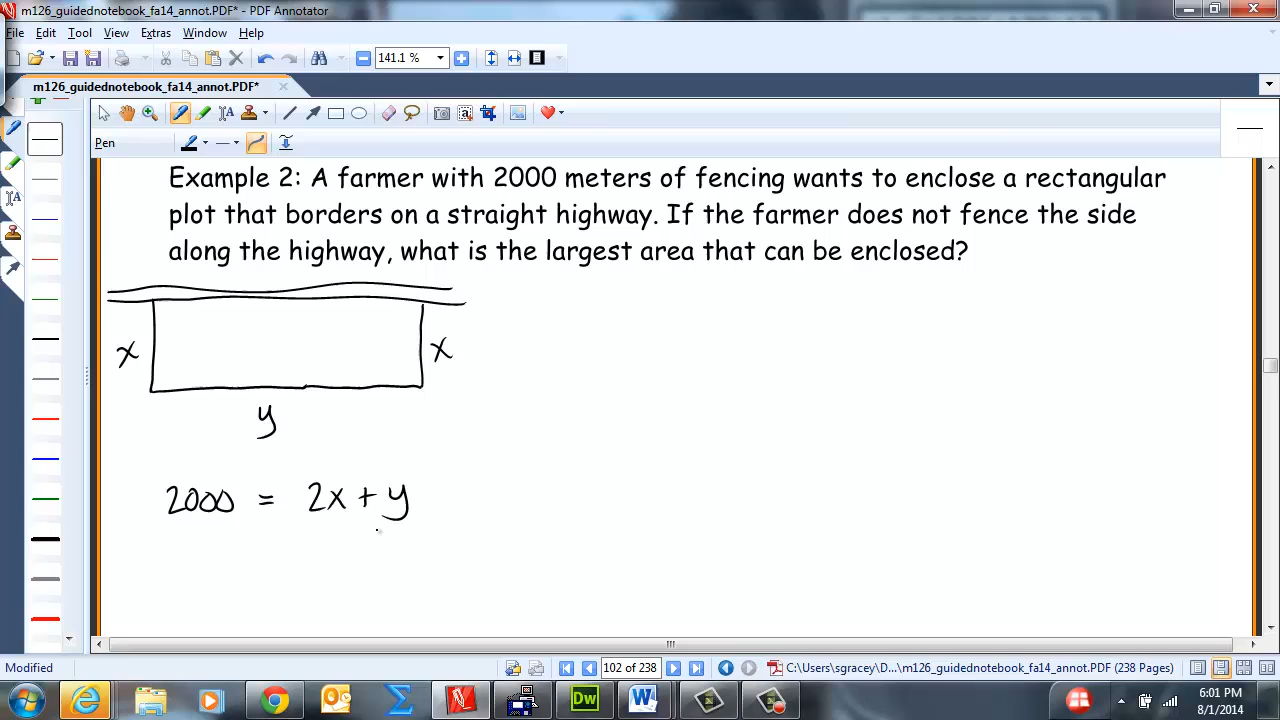 m126_guidednotebook_fa14_annot.PDF* - PDF Annotator
File Edit Tool View Extras Window Help
141.1 %
m126_guidednotebook_fa14_annot.PDF*
Pen
Example 2: A farmer with 2000 meters of fencing wants to enclose a rectangular
plot that borders on a straight highway. If the farmer does not fence the side
along the highway, what is the largest area that can be enclosed?
x x
y
2000 = 2x + y
102 of 238
C:\Users\sgracey\D...\m126_guidednotebook_fa14_annot.PDF (238 Pages)
Modified
6:01 PM
8/1/2014